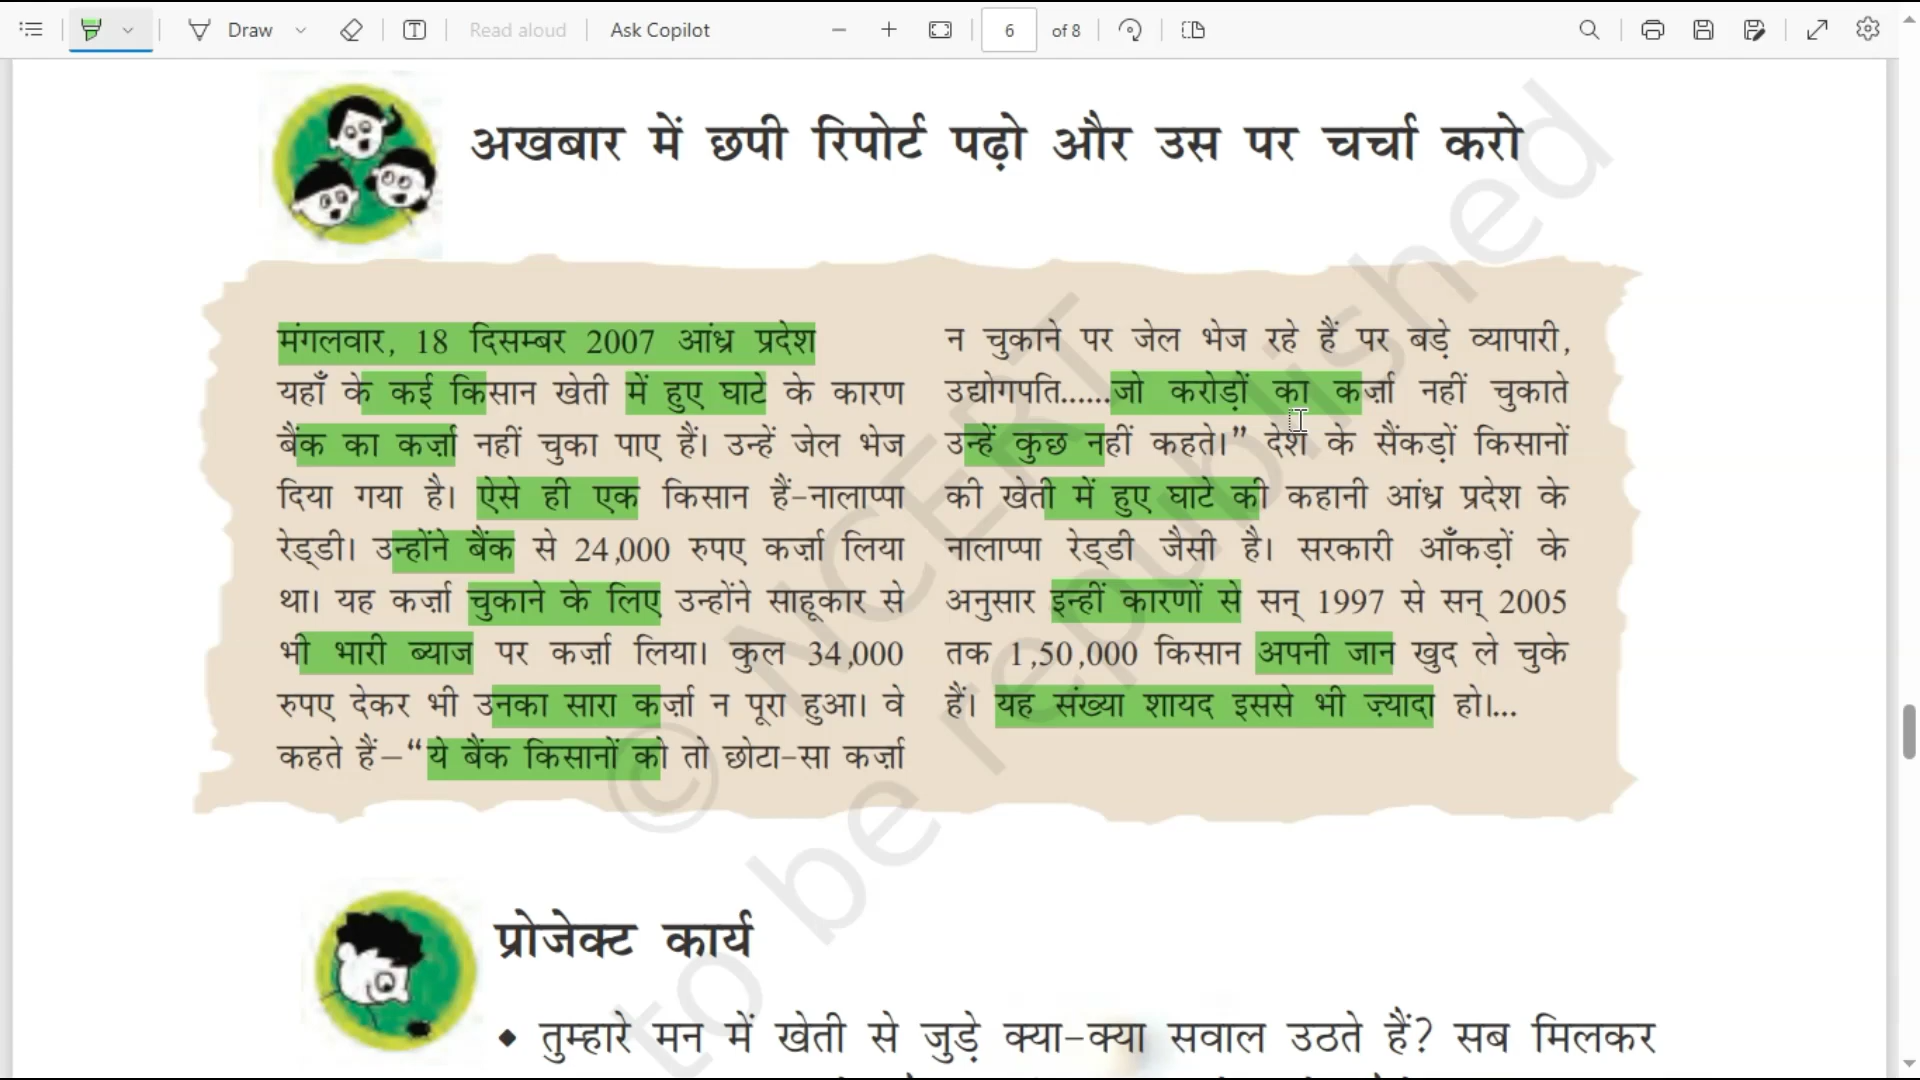 Draw
Read aloud
Ask Copilot
6
of 8
अखबार में छपी रिपोर्ट पढ़ो और उस पर चर्चा करो
मंगलवार, 18 दिसम्बर 2007 आंध्र प्रदेश
यहाँ के कई किसान खेती में हुए घाटे के कारण
बैंक का कर्ज़ा नहीं चुका पाए हैं। उन्हें जेल भेज
दिया गया है। ऐसे ही एक किसान हैं–नालाप्पा
रेड्डी। उन्होंने बैंक से 24,000 रुपए कर्ज़ा लिया
था। यह कर्ज़ा चुकाने के लिए उन्होंने साहूकार से
भी भारी ब्याज पर कर्ज़ा लिया। कुल 34,000
रुपए देकर भी उनका सारा कर्ज़ा न पूरा हुआ। वे
कहते हैं–“ये बैंक किसानों को तो छोटा-सा कर्ज़ा
न चुकाने पर जेल भेज रहे हैं पर बड़े व्यापारी,
उद्योगपति......जो करोड़ों का कर्ज़ा नहीं चुकाते
उन्हें कुछ नहीं कहते।” देश के सैंकड़ों किसानों
की खेती में हुए घाटे की कहानी आंध्र प्रदेश के
नालाप्पा रेड्डी जैसी है। सरकारी आँकड़ों के
अनुसार इन्हीं कारणों से सन् 1997 से सन् 2005
तक 1,50,000 किसान अपनी जान खुद ले चुके
हैं। यह संख्या शायद इससे भी ज़्यादा हो।...
© NCERT
to be republished
प्रोजेक्ट कार्य
◆ तुम्हारे मन में खेती से जुड़े क्या-क्या सवाल उठते हैं? सब मिलकर